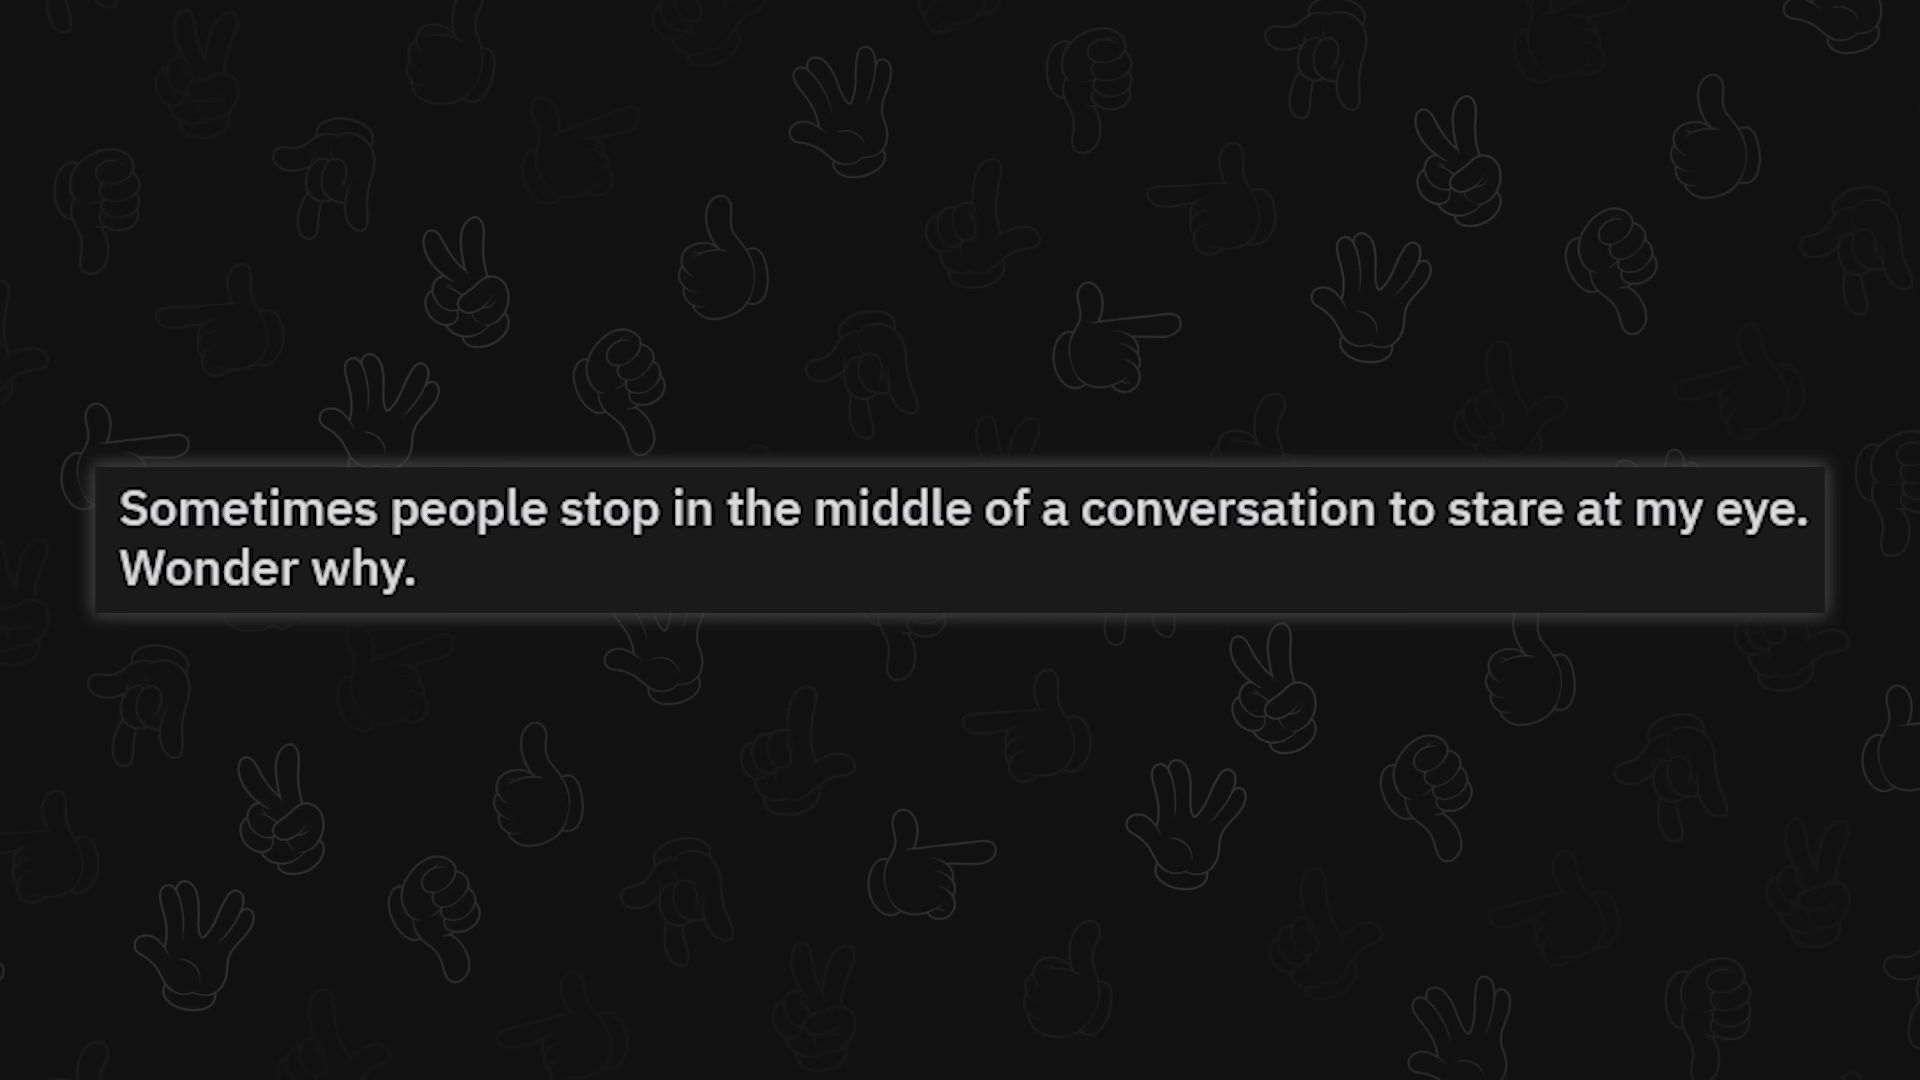 Sometimes people stop in the middle of a conversation to stare at my eye.
Wonder why.